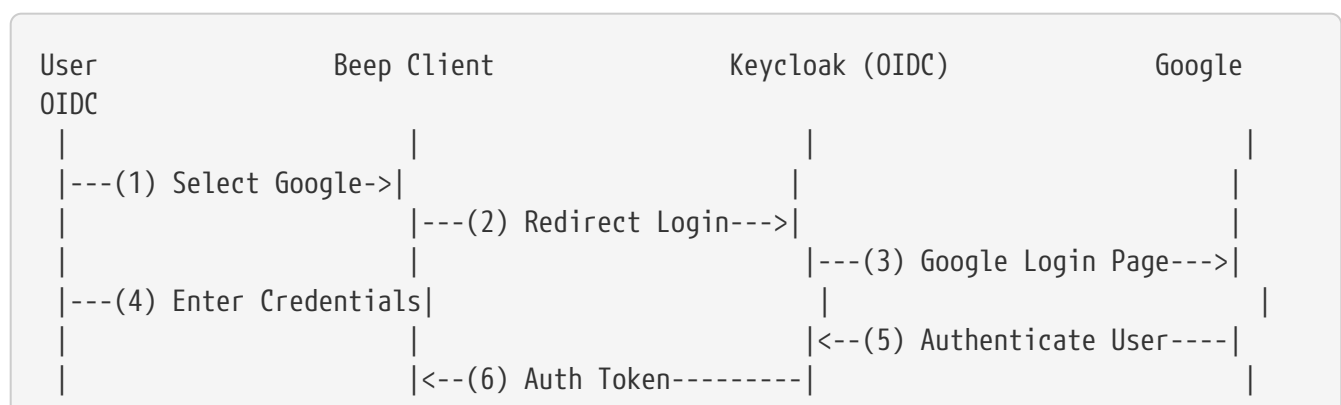 User                Beep Client                Keycloak (OIDC)            Google
OIDC
 |                       |                           |                             |
 |---(1) Select Google->|                          |                             |
 |                       |---(2) Redirect Login--->|                             |
 |                       |                           |---(3) Google Login Page--->|
 |---(4) Enter Credentials|                           |                             |
 |                       |                           |<--(5) Authenticate User----|
 |                       |<--(6) Auth Token---------|                             |